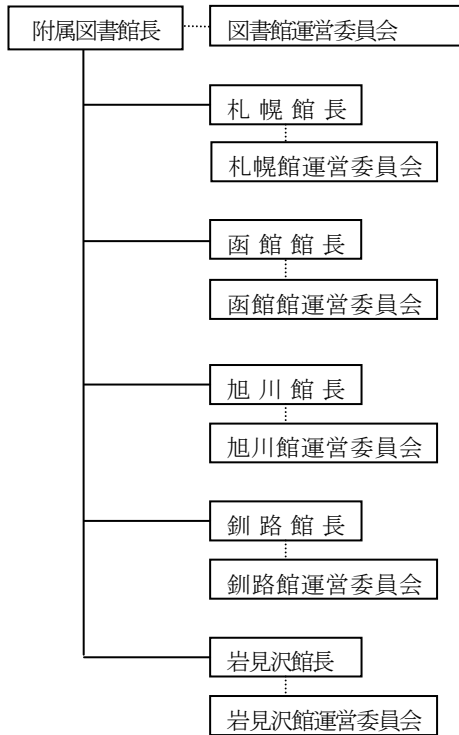 附属図書館長
図書館運営委員会
札幌館長
札幌館運営委員会
函館館長
函館館運営委員会
旭川館長
旭川館運営委員会
釧路館長
釧路館運営委員会
岩見沢館長
岩見沢館運営委員会